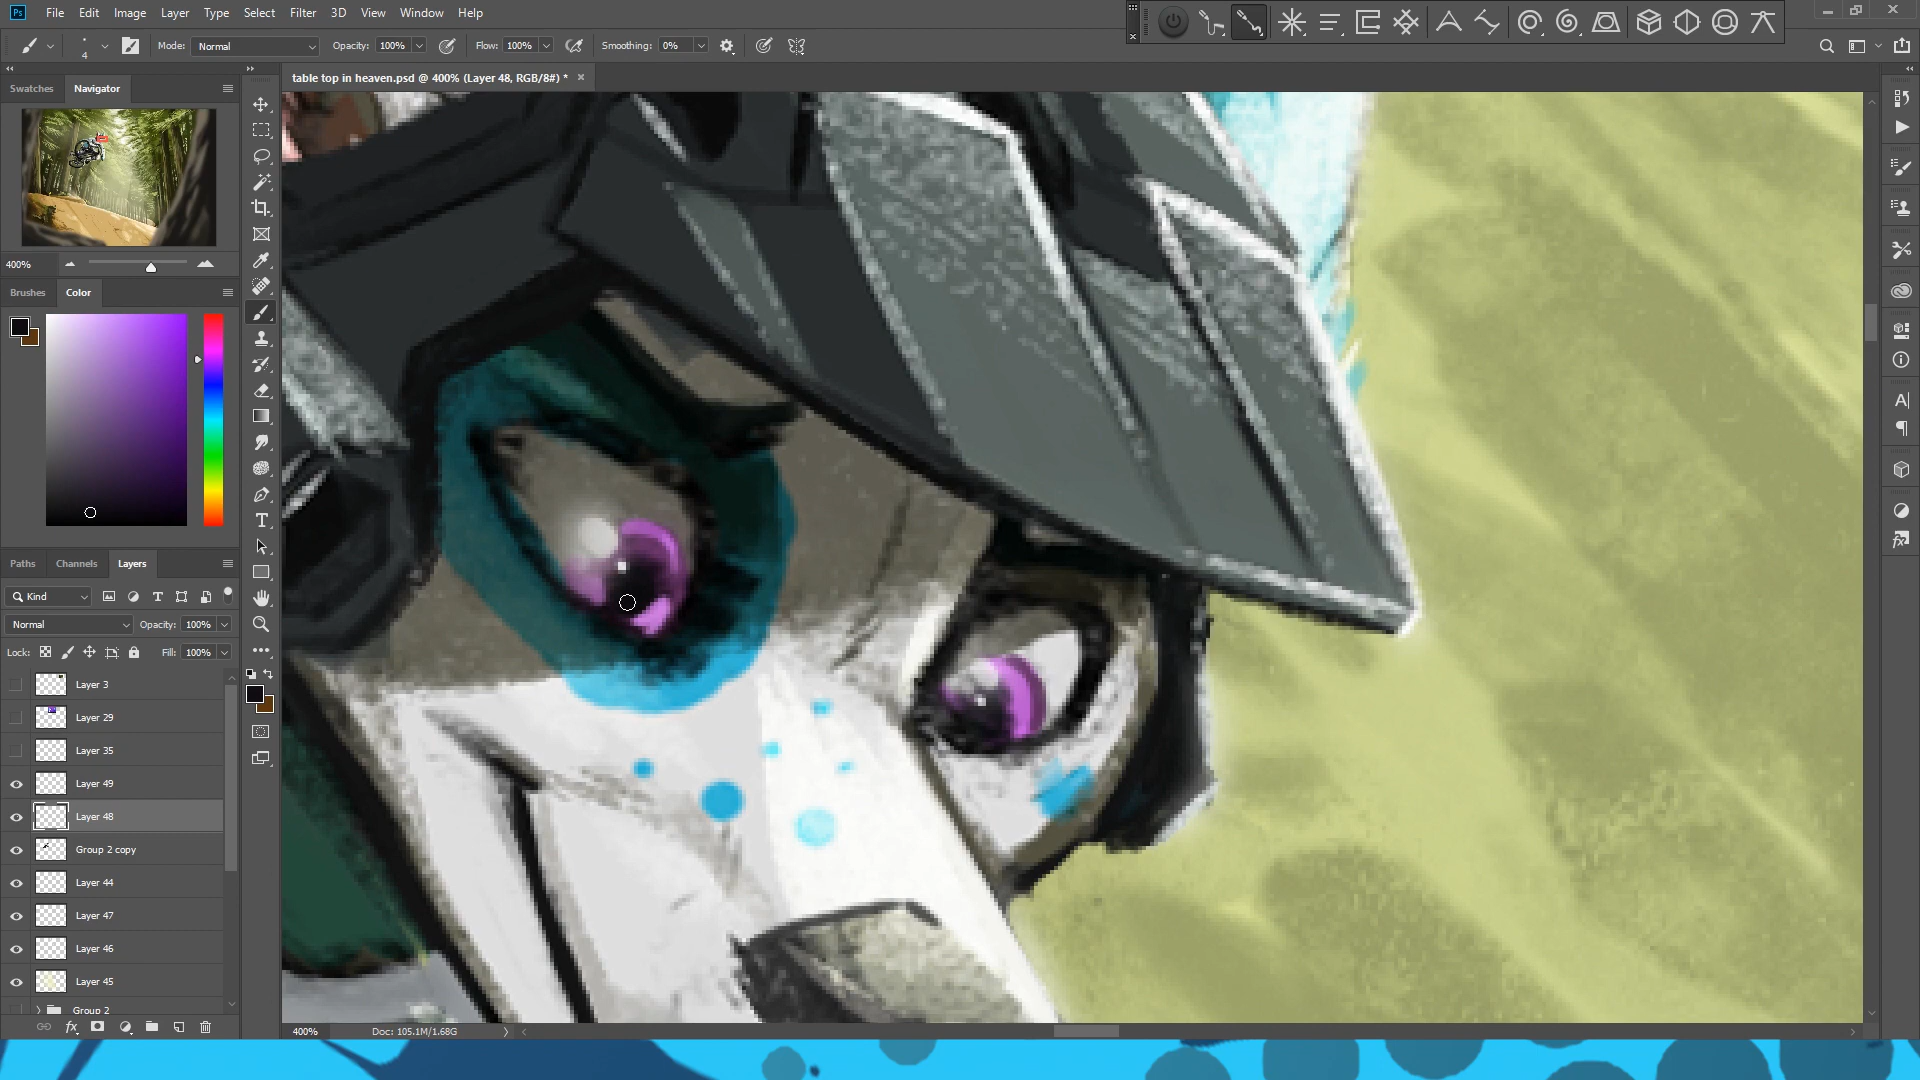 Ps File Edit Image Layer Type Select Filter 3D View Window Help
4 Mode: Normal Opacity: 100% Flow: 100% Smoothing: 0%
Swatches Navigator
table top in heaven.psd @ 400% (Layer 48, RGB/8#) *
400%
Brushes Color
Paths Channels Layers
Kind
Normal Opacity: 100%
Lock: Fill: 100%
Layer 3
Layer 29
Layer 35
Layer 49
Layer 48
Group 2 copy
Layer 44
Layer 47
Layer 46
Layer 45
Group 2
fx
400% Doc: 105.1M/1.68G